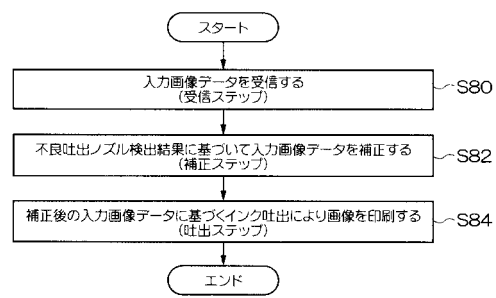 スタート
入力画像データを受信する
(受信ステップ)
S80
不良吐出ノズル検出結果に基づいて入力画像データを補正する
(補正ステップ)
S82
補正後の入力画像データに基づくインク吐出により画像を印刷する
(吐出ステップ)
S84
エンド